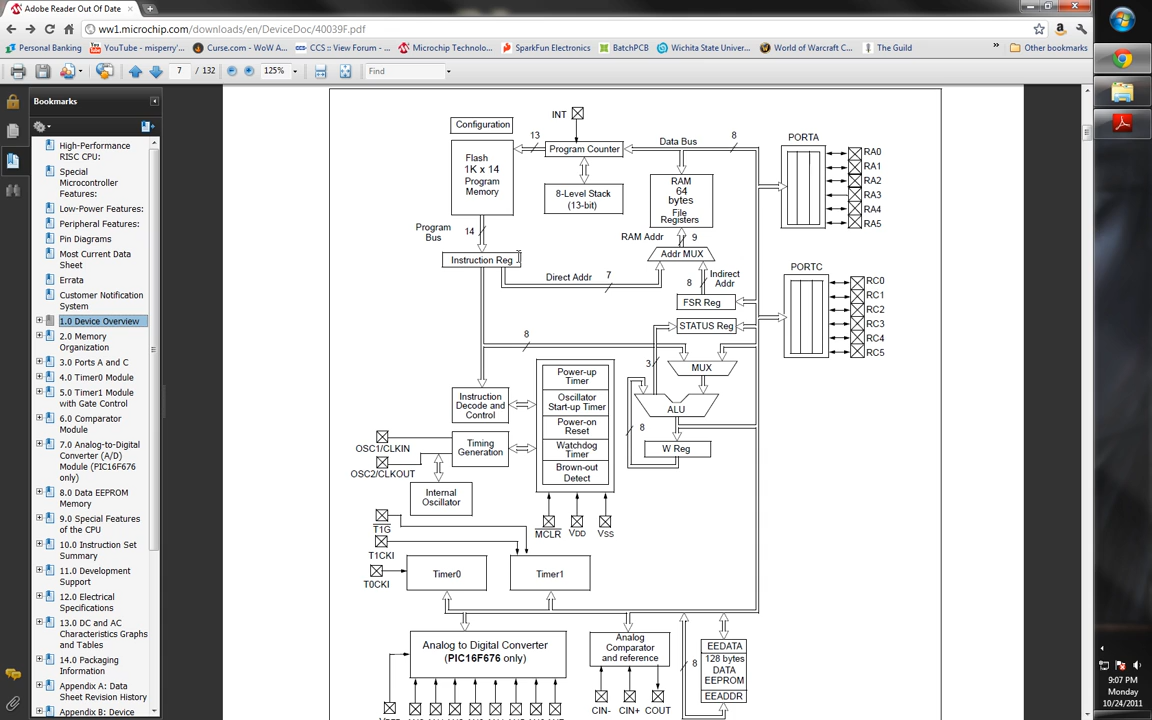 Adobe Reader Out Of Date
ww1.microchip.com/downloads/en/DeviceDoc/40039F.pdf
Personal Banking
YouTube - misperry'...
Curse.com - WoW A...
CCS :: View Forum - ...
Microchip Technolo...
SparkFun Electronics
BatchPCB
Wichita State Univer...
World of Warcraft C...
The Guild
»
Other bookmarks
7 / 132
125%
Find
Bookmarks
High-Performance
RISC CPU:
Special
Microcontroller
Features:
Low-Power Features:
Peripheral Features:
Pin Diagrams
Most Current Data
Sheet
Errata
Customer Notification
System
1.0 Device Overview
2.0 Memory
Organization
3.0 Ports A and C
4.0 Timer0 Module
5.0 Timer1 Module
with Gate Control
6.0 Comparator
Module
7.0 Analog-to-Digital
Converter (A/D)
Module (PIC16F676
only)
8.0 Data EEPROM
Memory
9.0 Special Features
of the CPU
10.0 Instruction Set
Summary
11.0 Development
Support
12.0 Electrical
Specifications
13.0 DC and AC
Characteristics Graphs
and Tables
14.0 Packaging
Information
Appendix A: Data
Sheet Revision History
Appendix B: Device
INT
Configuration
13
Program Counter
Data Bus
8
PORTA
Flash
1K x 14
Program
Memory
8-Level Stack
(13-bit)
RAM
64
bytes
File
Registers
RA0
RA1
RA2
RA3
RA4
RA5
Program
Bus
14
RAM Addr
9
Instruction Reg
Addr MUX
Direct Addr
7
8
Indirect
Addr
PORTC
FSR Reg
STATUS Reg
RC0
RC1
RC2
RC3
RC4
RC5
8
3
MUX
Power-up
Timer
Instruction
Decode and
Control
Oscillator
Start-up Timer
ALU
Power-on
Reset
8
OSC1/CLKIN
Timing
Generation
Watchdog
Timer
W Reg
OSC2/CLKOUT
Brown-out
Detect
Internal
Oscillator
T1G
MCLR
VDD
VSS
T1CKI
T0CKI
Timer0
Timer1
Analog to Digital Converter
(PIC16F676 only)
Analog
Comparator
and reference
EEDATA
8
128 bytes
DATA
EEPROM
EEADDR
CIN- CIN+ COUT
9:07 PM
Monday
10/24/2011